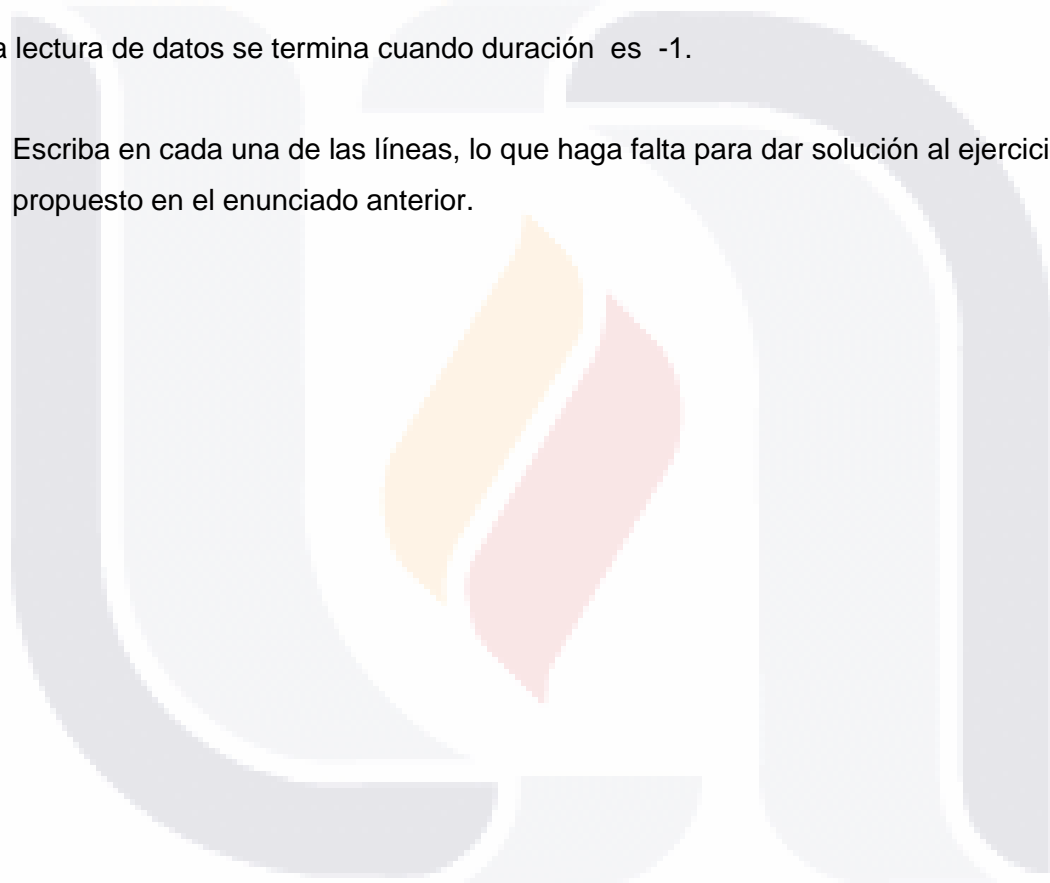 a lectura de datos se termina cuando duración es -1.
Escriba en cada una de las líneas, lo que haga falta para dar solución al ejercici
propuesto en el enunciado anterior.